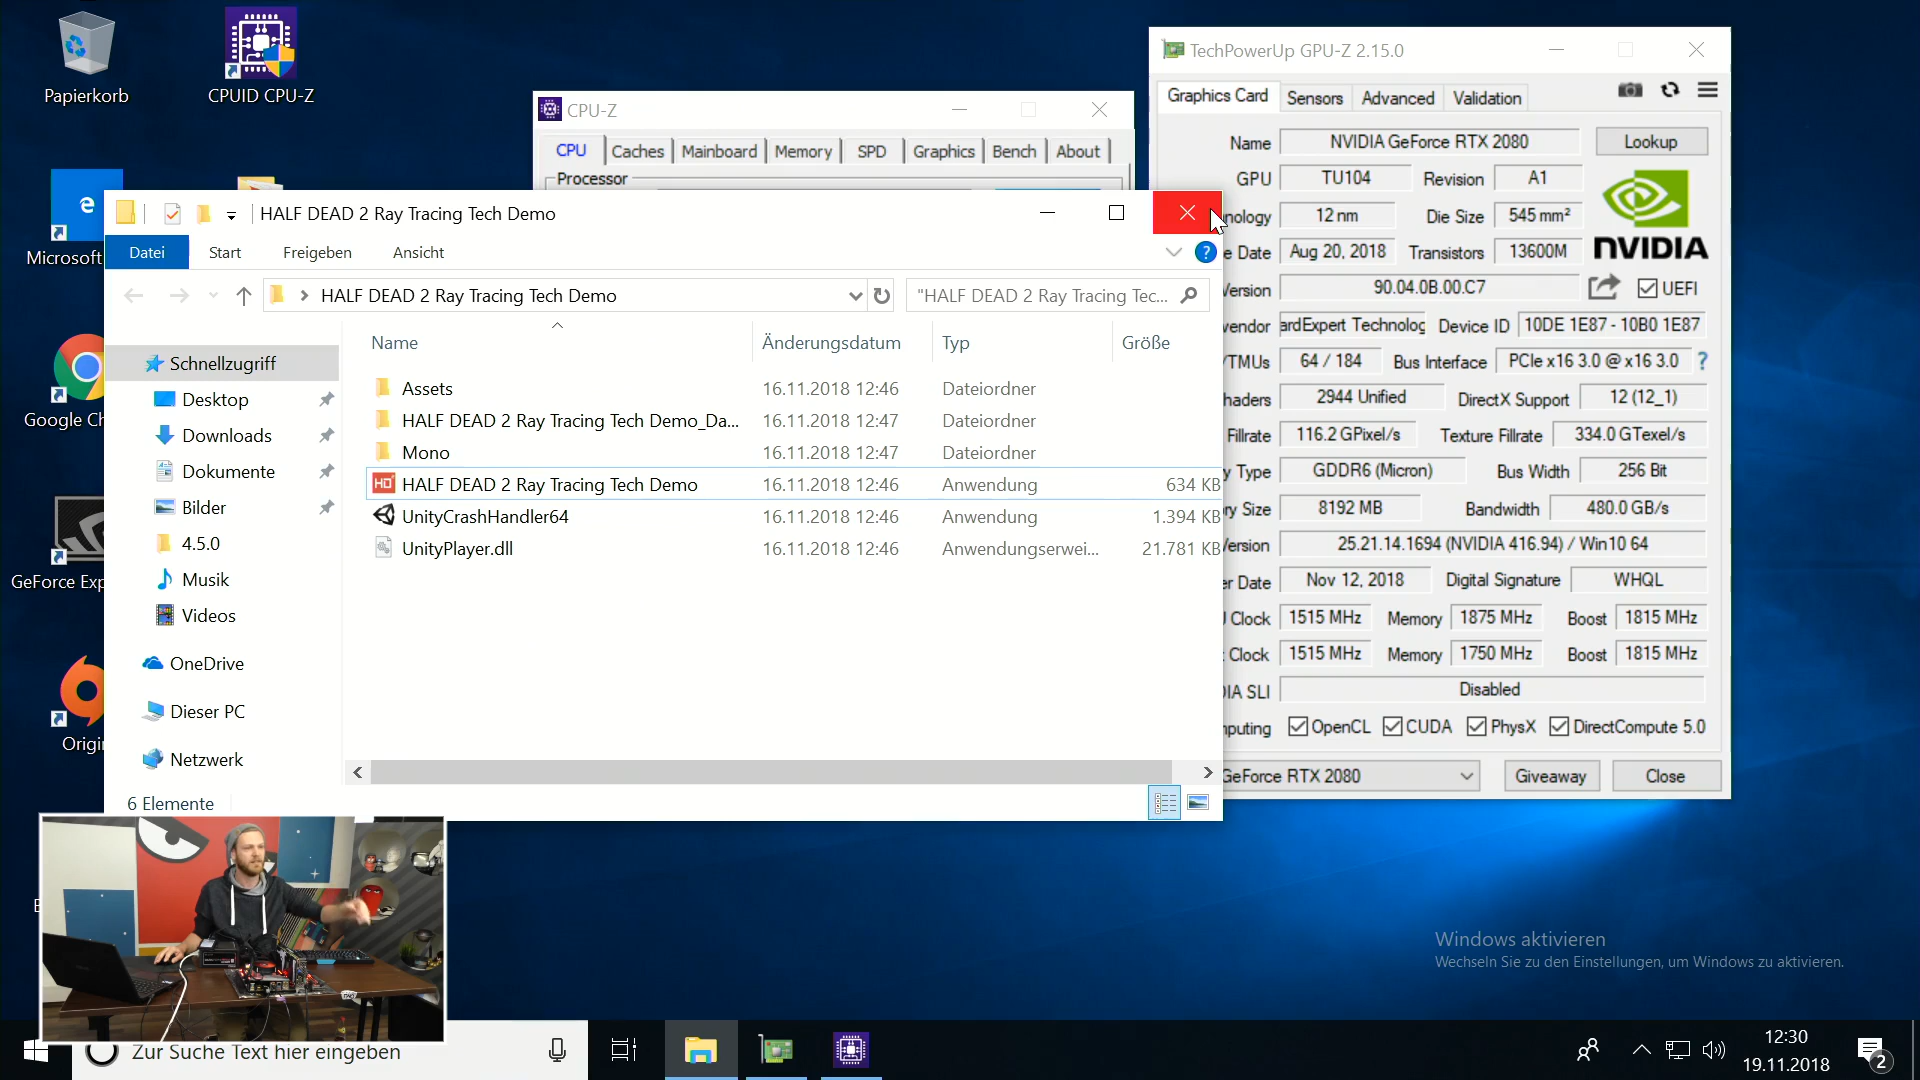 Papierkorb
CPUID CPU-Z
Microsoft
Google Ch
GeForce Exp
Origi
CPU-Z
CPU Caches Mainboard Memory SPD Graphics Bench About
Processor
HALF DEAD 2 Ray Tracing Tech Demo
Datei Start Freigeben Ansicht
HALF DEAD 2 Ray Tracing Tech Demo
"HALF DEAD 2 Ray Tracing Tec...
Schnellzugriff
Desktop
Downloads
Dokumente
Bilder
4.5.0
Musik
Videos
OneDrive
Dieser PC
Netzwerk
Name Änderungsdatum Typ Größe
Assets 16.11.2018 12:46 Dateiordner
HALF DEAD 2 Ray Tracing Tech Demo_Da... 16.11.2018 12:47 Dateiordner
Mono 16.11.2018 12:47 Dateiordner
HALF DEAD 2 Ray Tracing Tech Demo 16.11.2018 12:46 Anwendung 634 KB
UnityCrashHandler64 16.11.2018 12:46 Anwendung 1.394 KB
UnityPlayer.dll 16.11.2018 12:46 Anwendungserwei... 21.781 KB
6 Elemente
TechPowerUp GPU-Z 2.15.0
Graphics Card Sensors Advanced Validation
Name NVIDIA GeForce RTX 2080 Lookup
GPU TU104 Revision A1
nology 12 nm Die Size 545 mm²
e Date Aug 20, 2018 Transistors 13600M
NVIDIA
Version 90.04.0B.00.C7 UEFI
vendor ardExpert Technolog Device ID 10DE 1E87 - 10B0 1E87
/TMUs 64 / 184 Bus Interface PCIe x16 3.0 @ x16 3.0 ?
haders 2944 Unified DirectX Support 12 (12_1)
Fillrate 116.2 GPixel/s Texture Fillrate 334.0 GTexel/s
y Type GDDR6 (Micron) Bus Width 256 Bit
ry Size 8192 MB Bandwidth 480.0 GB/s
ersion 25.21.14.1694 (NVIDIA 416.94) / Win10 64
er Date Nov 12, 2018 Digital Signature WHQL
U Clock 1515 MHz Memory 1875 MHz Boost 1815 MHz
t Clock 1515 MHz Memory 1750 MHz Boost 1815 MHz
DIA SLI Disabled
mputing OpenCL CUDA PhysX DirectCompute 5.0
GeForce RTX 2080 Giveaway Close
Windows aktivieren
Wechseln Sie zu den Einstellungen, um Windows zu aktivieren.
Zur Suche Text hier eingeben
12:30
19.11.2018
2